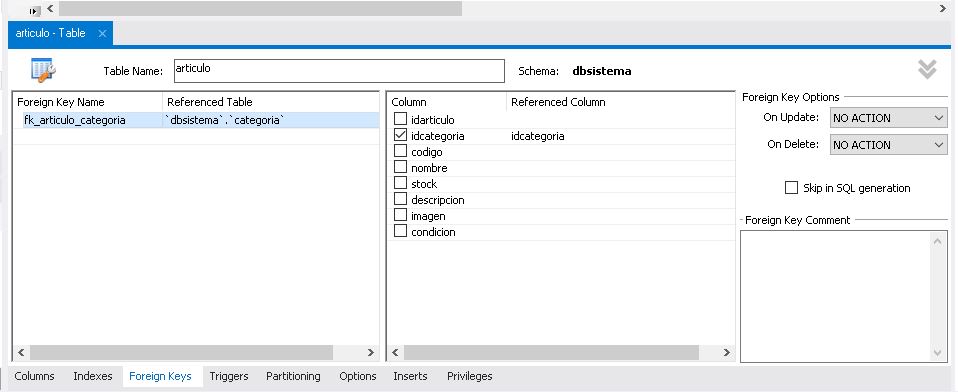 articulo - Table ×
Table Name: articulo Schema: dbsistema
Foreign Key Name Referenced Table
fk_articulo_categoria `dbsistema`.`categoria`
Column Referenced Column
idarticulo
idcategoria idcategoria
codigo
nombre
stock
descripcion
imagen
condicion
Foreign Key Options
On Update: NO ACTION
On Delete: NO ACTION
Skip in SQL generation
Foreign Key Comment
Columns Indexes Foreign Keys Triggers Partitioning Options Inserts Privileges